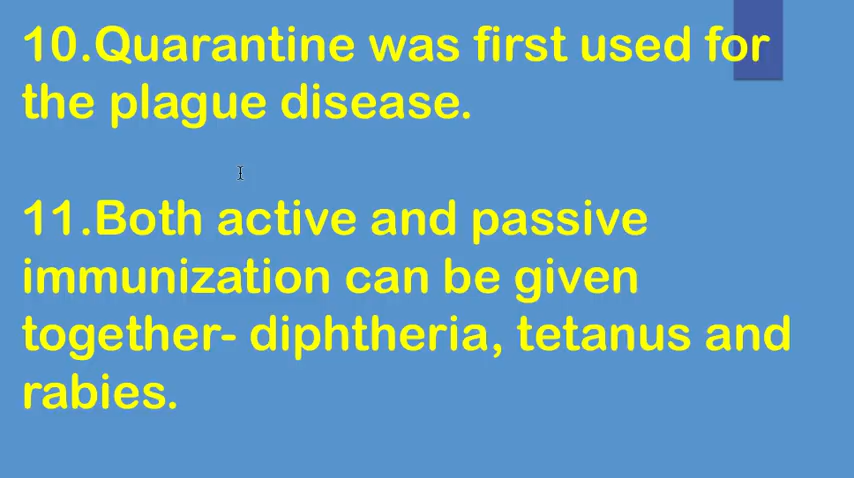 10.Quarantine was first used for
the plague disease.
11.Both active and passive
immunization can be given
together- diphtheria, tetanus and
rabies.